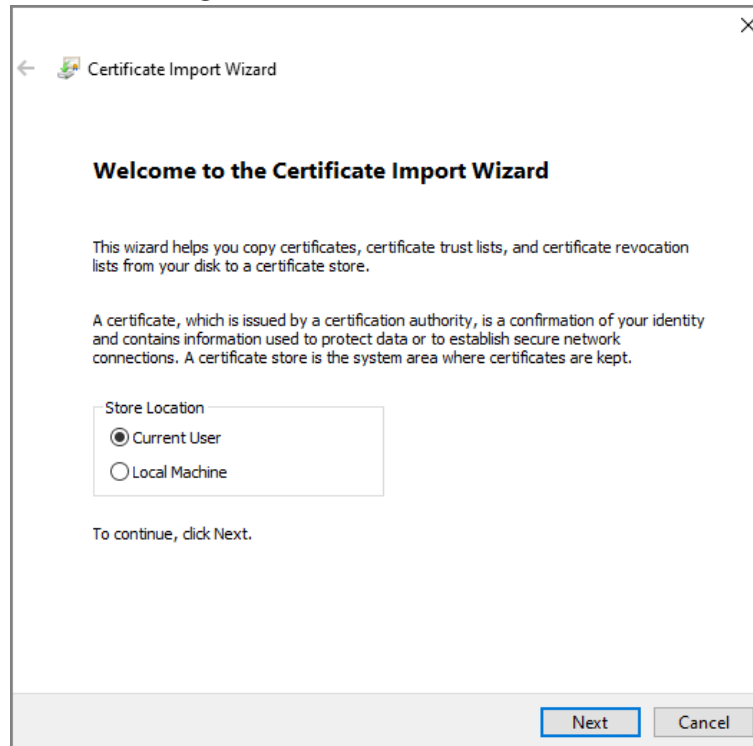 Certificate Import Wizard
Welcome to the Certificate Import Wizard
This wizard helps you copy certificates, certificate trust lists, and certificate revocation
lists from your disk to a certificate store.
A certificate, which is issued by a certification authority, is a confirmation of your identity
and contains information used to protect data or to establish secure network
connections. A certificate store is the system area where certificates are kept.
Store Location
Current User
Local Machine
To continue, click Next.
Next Cancel